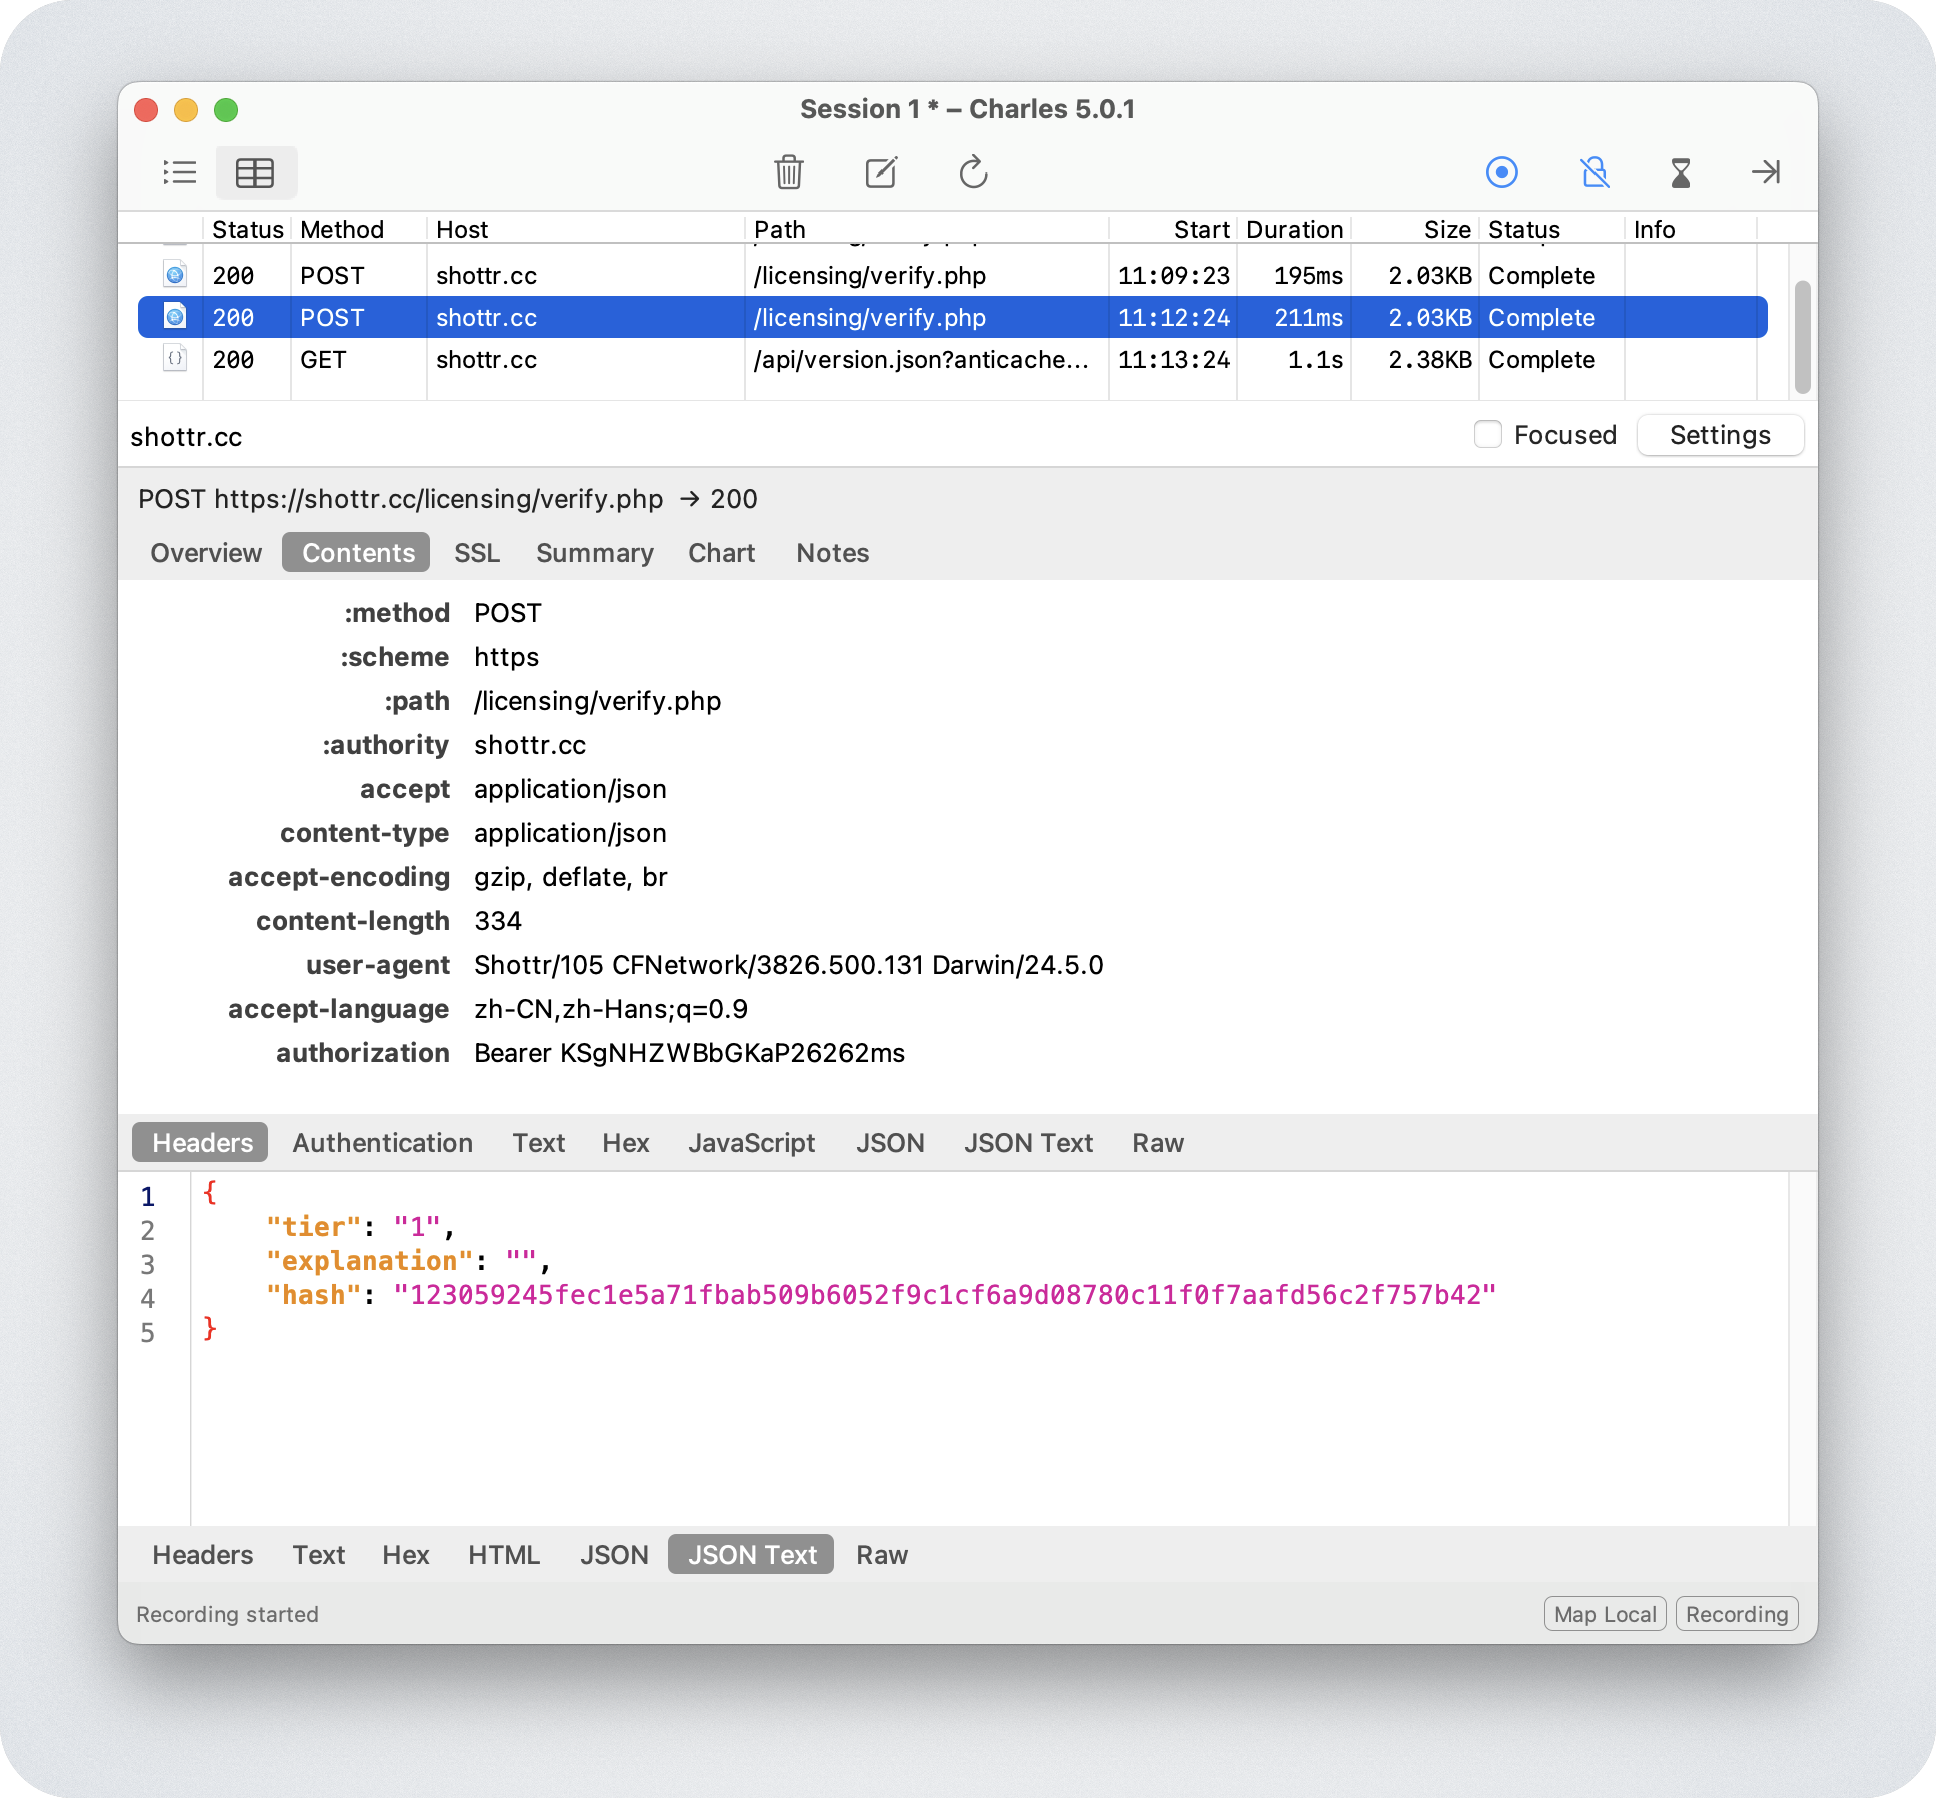 Session 1 * – Charles 5.0.1
Status Method Host Path Start Duration Size Status Info
200 POST shottr.cc /licensing/verify.php 11:09:23 195ms 2.03KB Complete
200 POST shottr.cc /licensing/verify.php 11:12:24 211ms 2.03KB Complete
200 GET shottr.cc /api/version.json?anticache... 11:13:24 1.1s 2.38KB Complete
shottr.cc Focused Settings
POST https://shottr.cc/licensing/verify.php → 200
Overview Contents SSL Summary Chart Notes
:method POST
:scheme https
:path /licensing/verify.php
:authority shottr.cc
accept application/json
content-type application/json
accept-encoding gzip, deflate, br
content-length 334
user-agent Shottr/105 CFNetwork/3826.500.131 Darwin/24.5.0
accept-language zh-CN,zh-Hans;q=0.9
authorization Bearer KSgNHZWBbGKaP26262ms
Headers Authentication Text Hex JavaScript JSON JSON Text Raw
1 {
2 "tier": "1",
3 "explanation": "",
4 "hash": "123059245fec1e5a71fbab509b6052f9c1cf6a9d08780c11f0f7aafd56c2f757b42"
5 }
Headers Text Hex HTML JSON JSON Text Raw
Recording started Map Local Recording